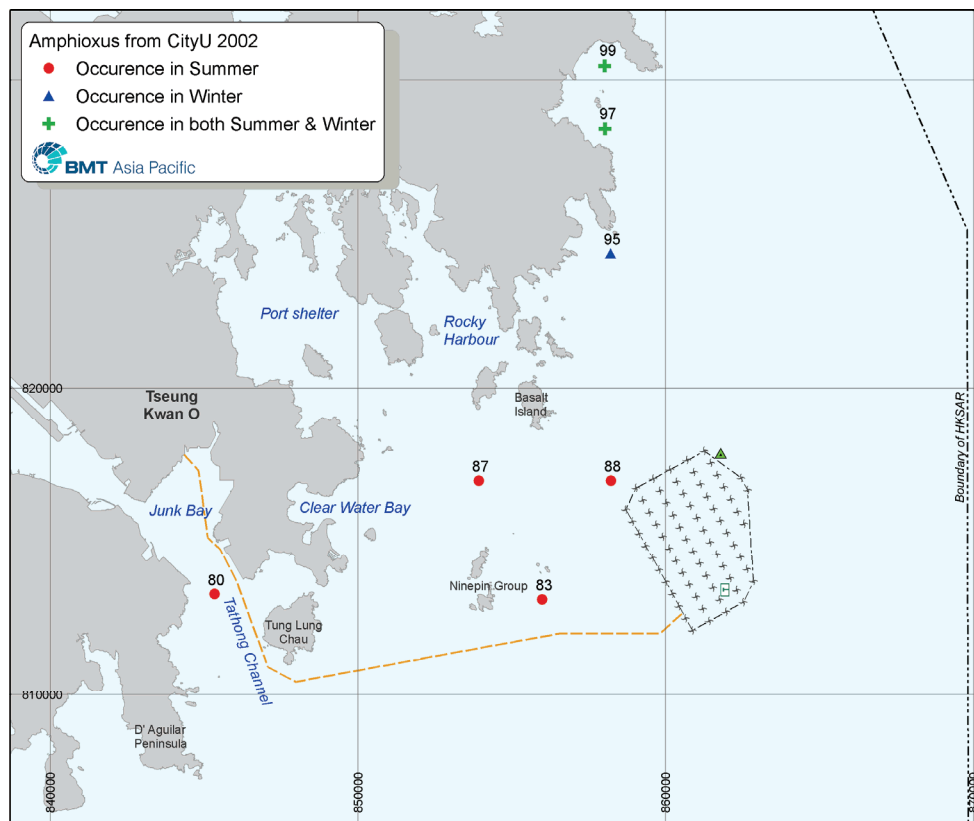 Amphioxus from CityU 2002
Occurence in Summer
Occurence in Winter
Occurence in both Summer & Winter
BMT Asia Pacific
99
97
95
Port shelter
Rocky
Harbour
820000
Tseung
Kwan O
Basalt
Island
Boundary of HKSAR
87
88
Junk Bay
Clear Water Bay
80
Ninepin Group
83
Tathong Channel
Tung Lung
Chau
810000
D' Aguilar
Peninsula
840000
850000
860000